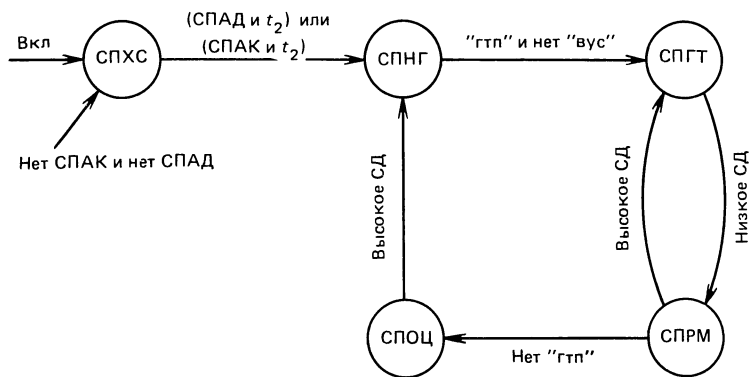 (СПАД и t₂) или
(СПАК и t₂)
Вкл
СПХС
СПНГ
"гтп" и нет "вус"
СПГТ
Нет СПАК и нет СПАД
Высокое СД
Высокое СД
Низкое СД
СПОЦ
Нет "гтп"
СПРМ